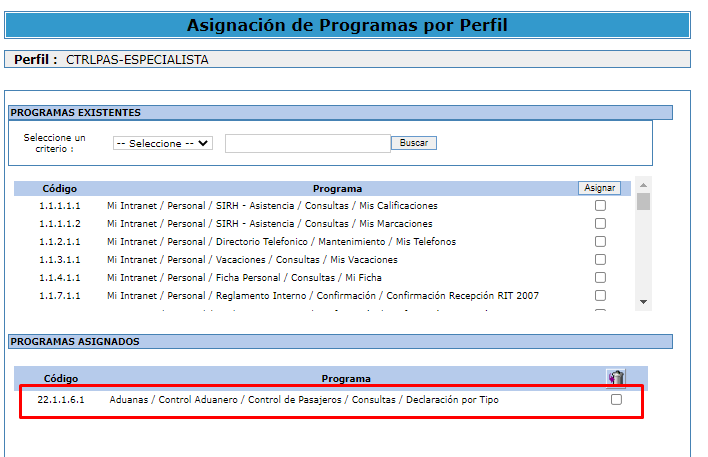 Asignación de Programas por Perfil
Perfil : CTRLPAS-ESPECIALISTA
PROGRAMAS EXISTENTES
Seleccione un criterio :
-- Seleccione --
Buscar
Código Programa Asignar
1.1.1.1.1 Mi Intranet / Personal / SIRH - Asistencia / Consultas / Mis Calificaciones
1.1.1.1.2 Mi Intranet / Personal / SIRH - Asistencia / Consultas / Mis Marcaciones
1.1.2.1.1 Mi Intranet / Personal / Directorio Telefonico / Mantenimiento / Mis Telefonos
1.1.3.1.1 Mi Intranet / Personal / Vacaciones / Consultas / Mis Vacaciones
1.1.4.1.1 Mi Intranet / Personal / Ficha Personal / Consultas / Mi Ficha
1.1.7.1.1 Mi Intranet / Personal / Reglamento Interno / Confirmación / Confirmación Recepción RIT 2007
PROGRAMAS ASIGNADOS
Código Programa
22.1.1.6.1 Aduanas / Control Aduanero / Control de Pasajeros / Consultas / Declaración por Tipo